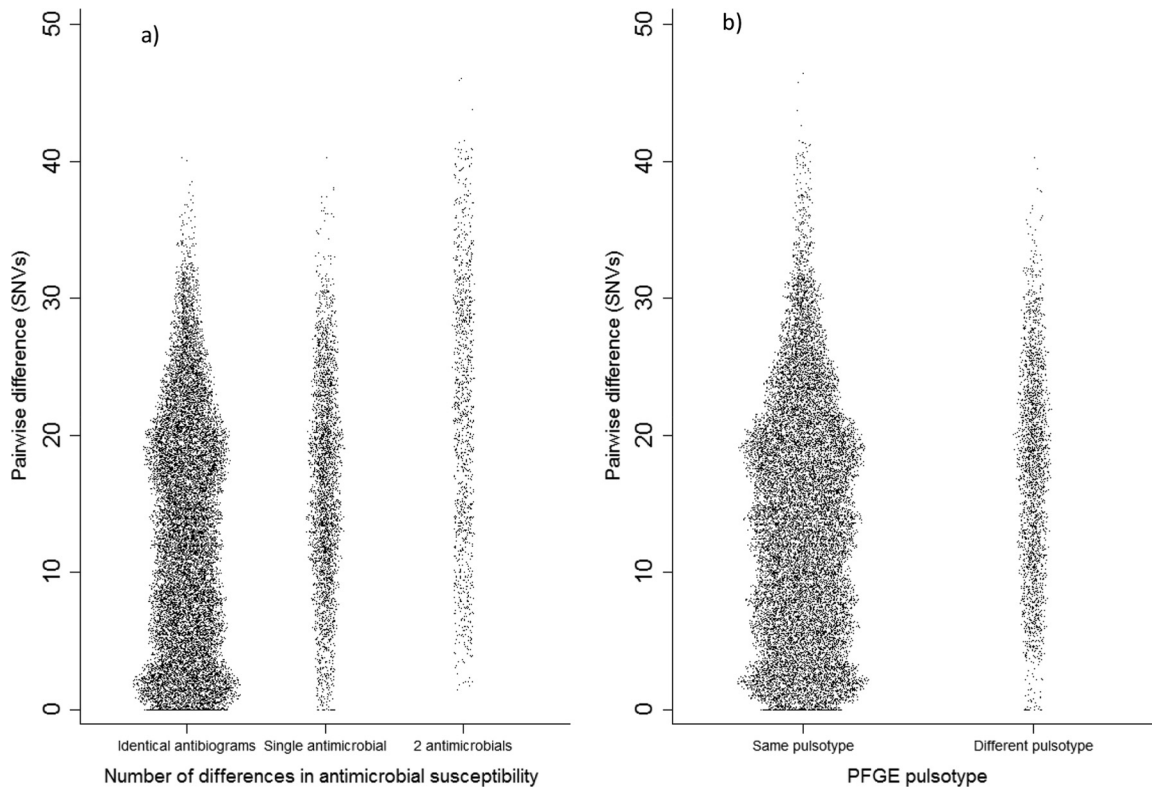 a)
50
40
30
20
10
0
Pairwise difference (SNVs)
Identical antibiograms Single antimicrobial 2 antimicrobials
Number of differences in antimicrobial susceptibility
b)
50
40
30
20
10
0
Pairwise difference (SNVs)
Same pulsotype Different pulsotype
PFGE pulsotype